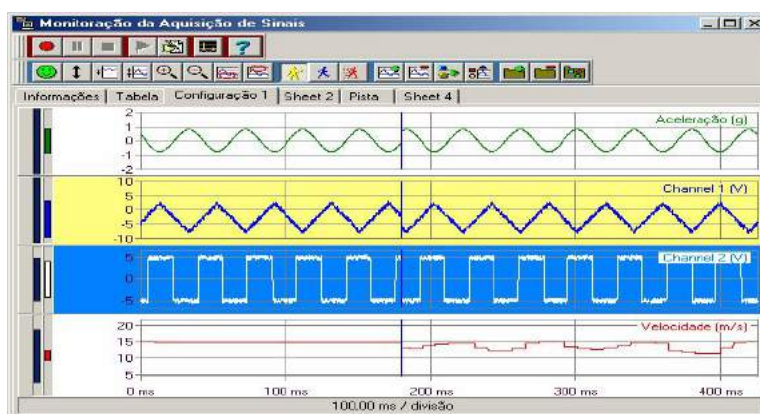 Monitoração da Aquisição de Sinais
Informações Tabela Configuração 1 Sheet 2 Pista Sheet 4
2
1
0
-1
-2
Aceleração (g)
10
5
0
-5
-10
Channel 1 (V)
5
0
-5
Channel 2 (V)
20
15
10
5
Velocidade (m/s)
0 ms 100 ms 200 ms 300 ms 400 ms
100,00 ms / divisão